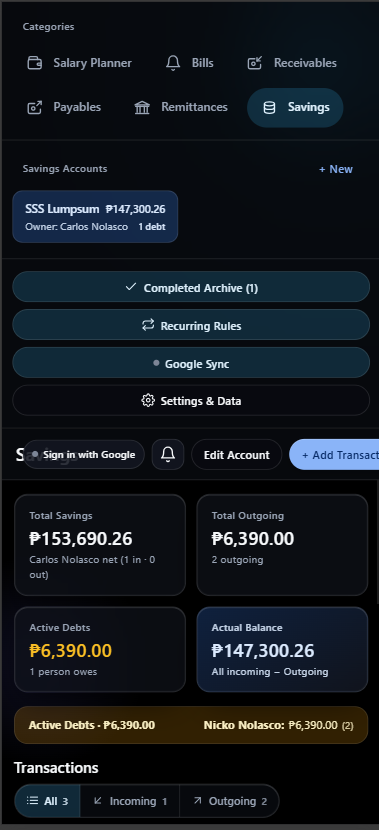 Categories
Salary Planner
Bills
Receivables
Payables
Remittances
Savings
Savings Accounts
+ New
SSS Lumpsum ₱147,300.26
Owner: Carlos Nolasco 1 debt
Completed Archive (1)
Recurring Rules
Google Sync
Settings & Data
Sign in with Google
Edit Account
+ Add Transact
Total Savings
₱153,690.26
Carlos Nolasco net (1 in · 0
out)
Total Outgoing
₱6,390.00
2 outgoing
Active Debts
₱6,390.00
1 person owes
Actual Balance
₱147,300.26
All incoming − Outgoing
Active Debts · ₱6,390.00
Nicko Nolasco: ₱6,390.00 (2)
Transactions
All 3
Incoming 1
Outgoing 2